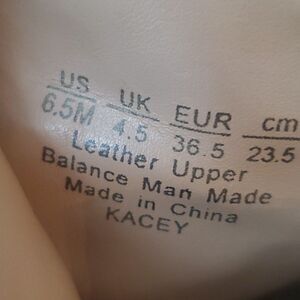 US UK EUR cm
6.5M 4.5 36.5 23.5
Leather Upper
Balance Man Made
Made in China
KACEY